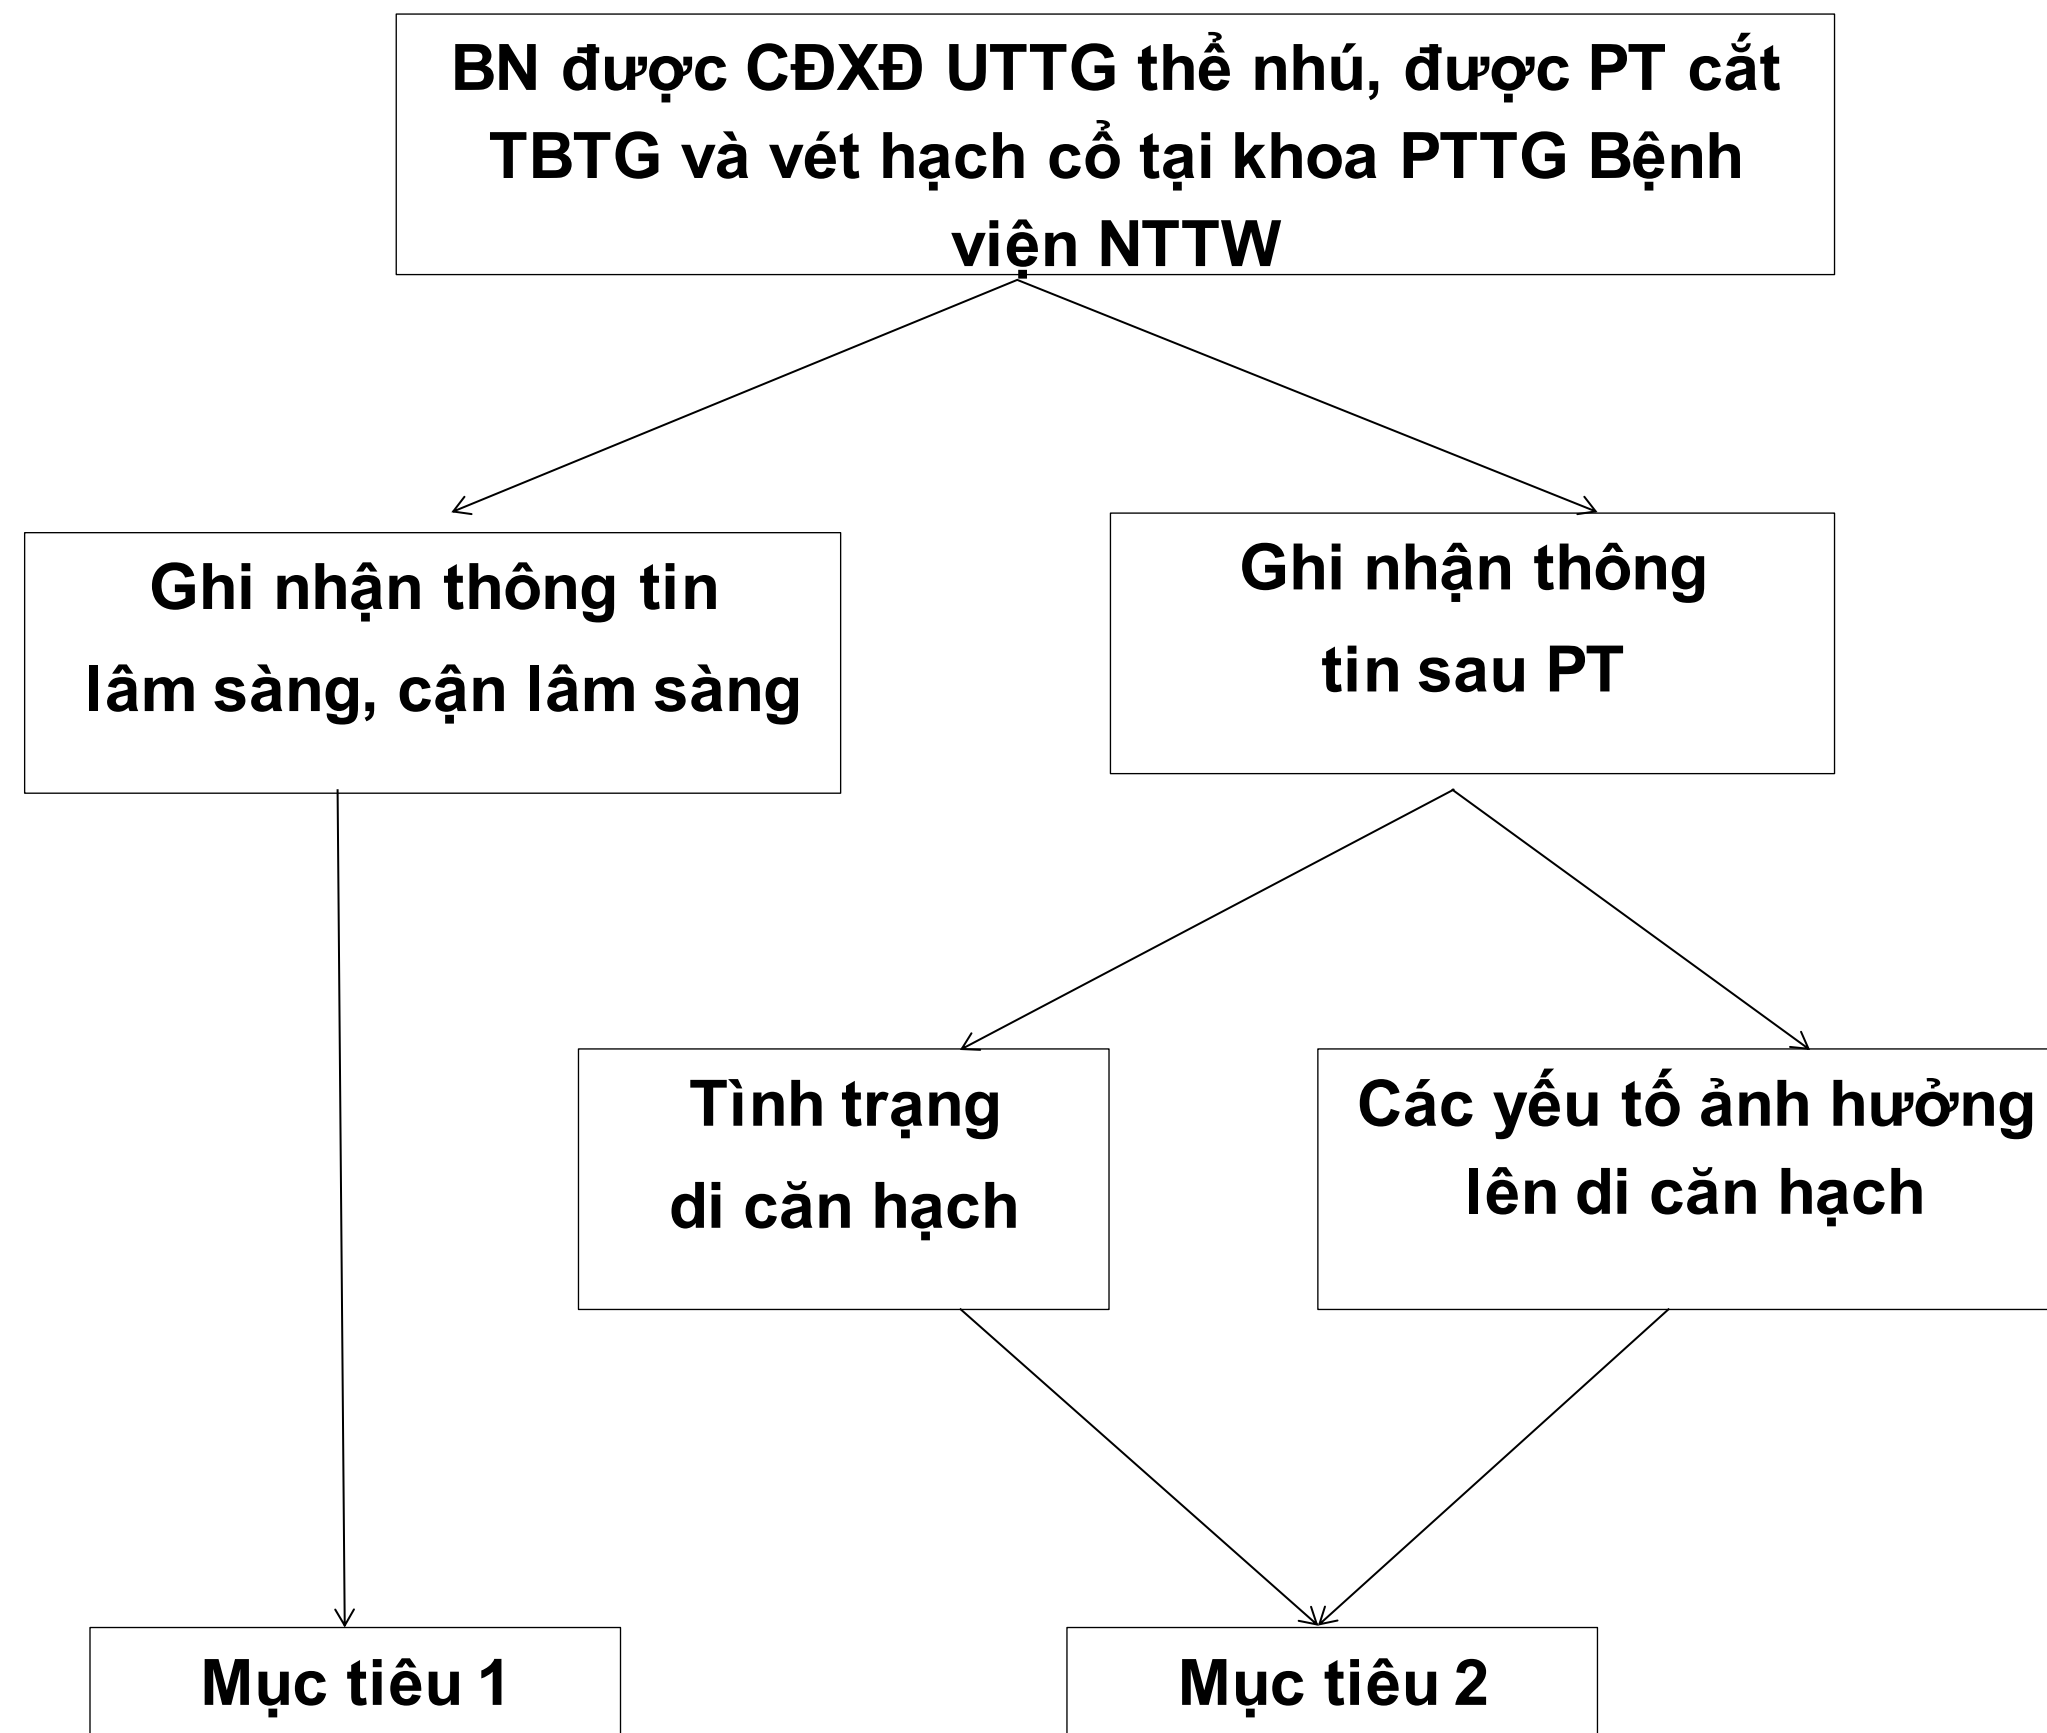 BN được CĐXĐ UTTG thể nhú, được PT cắt
TBTG và vét hạch cổ tại khoa PTTG Bệnh
viện NTTW
Ghi nhận thông tin
lâm sàng, cận lâm sàng
Ghi nhận thông
tin sau PT
Tình trạng
di căn hạch
Các yếu tố ảnh hưởng
lên di căn hạch
Mục tiêu 1
Mục tiêu 2